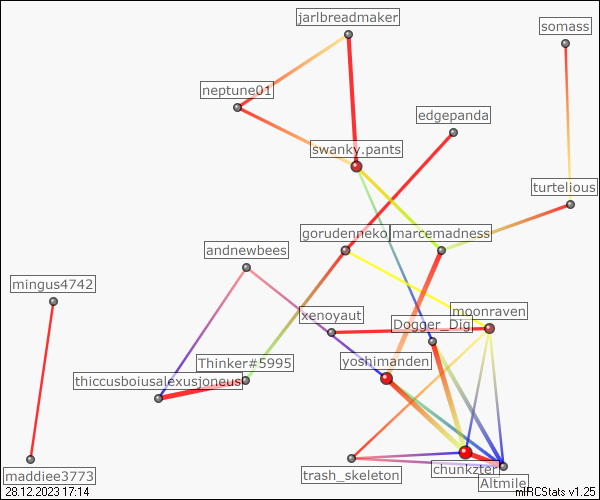 jarlbreadmaker
somass
neptune01
edgepanda
swanky.pants
turtelious
gorudenneko
marcemadness
andnewbees
mingus4742
moonraven
xenoyaut
Dogger_Dig
yoshimanden
Thinker#5995
thiccusboiusalexusjoneus
chunkzter
maddiee3773
trash_skeleton
Altmile
28.12.2023 17:14
mIRCStats v1.25